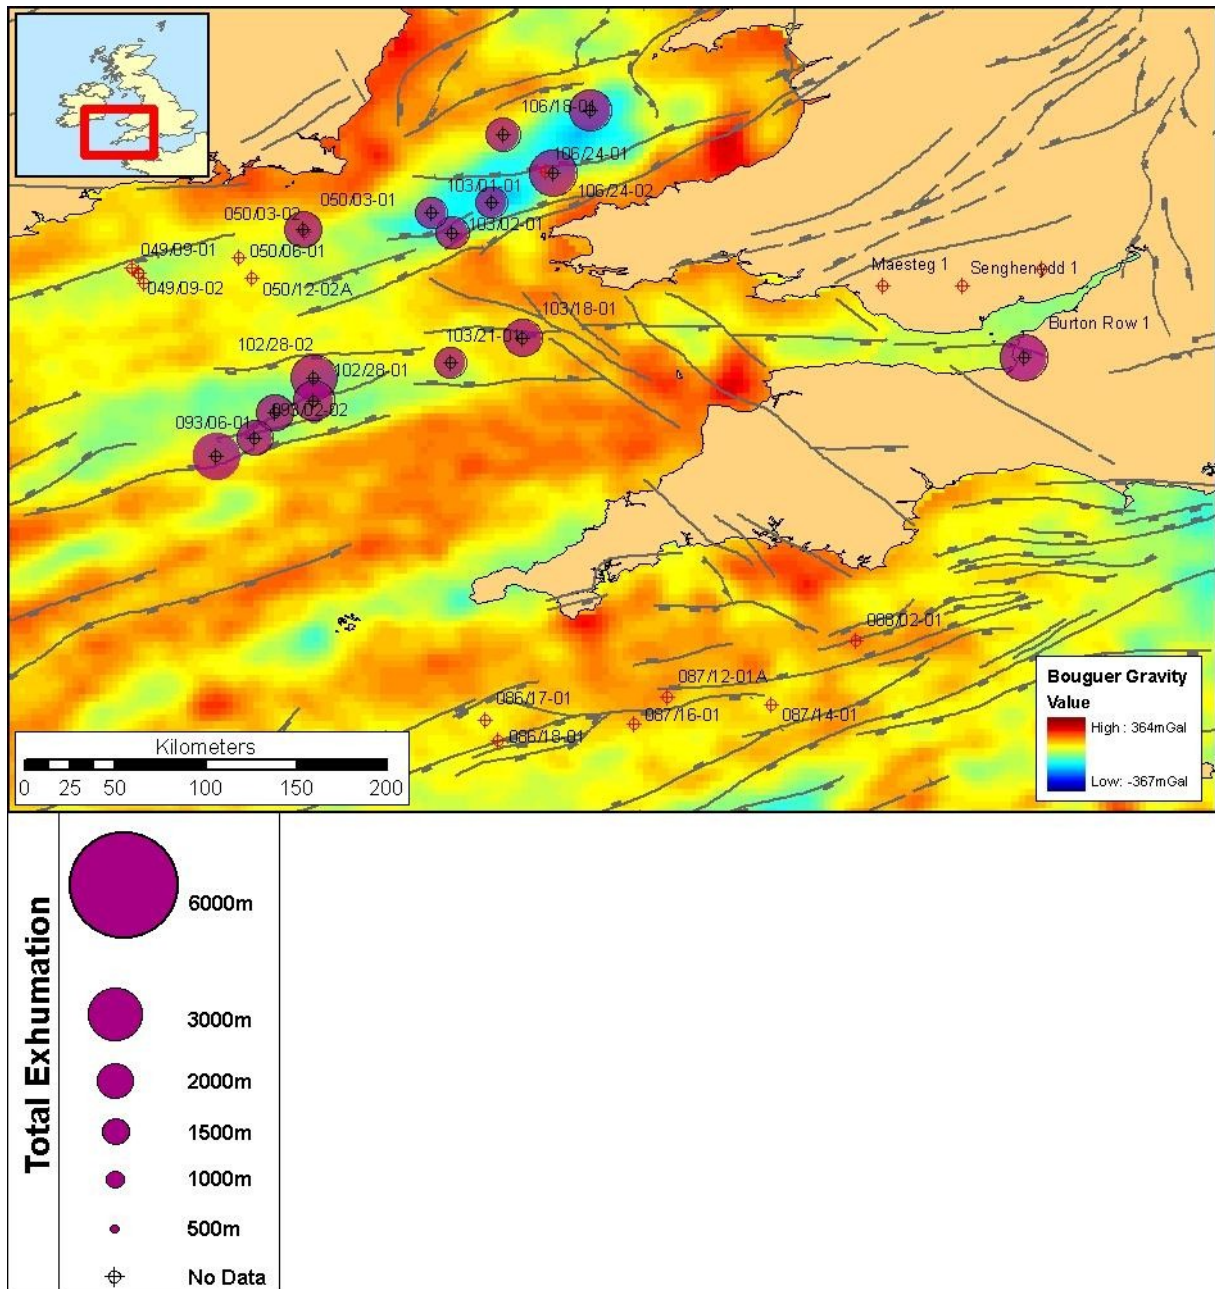 106/18-01
106/24-01
106/24-02
103/01-01
103/02-01
050/03-01
050/03-02
050/06-01
050/12-02A
049/09-01
049/09-02
Maesteg 1
Senghenydd 1
103/18-01
103/21-01
Burton Row 1
102/28-02
102/28-01
093/02-02
093/06-01
088/02-01
087/12-01A
087/14-01
087/16-01
086/17-01
086/18-01
Bouguer Gravity
Value
High : 364mGal
Low: -367mGal
Kilometers
0 25 50 100 150 200
Total Exhumation
6000m
3000m
2000m
1500m
1000m
500m
No Data